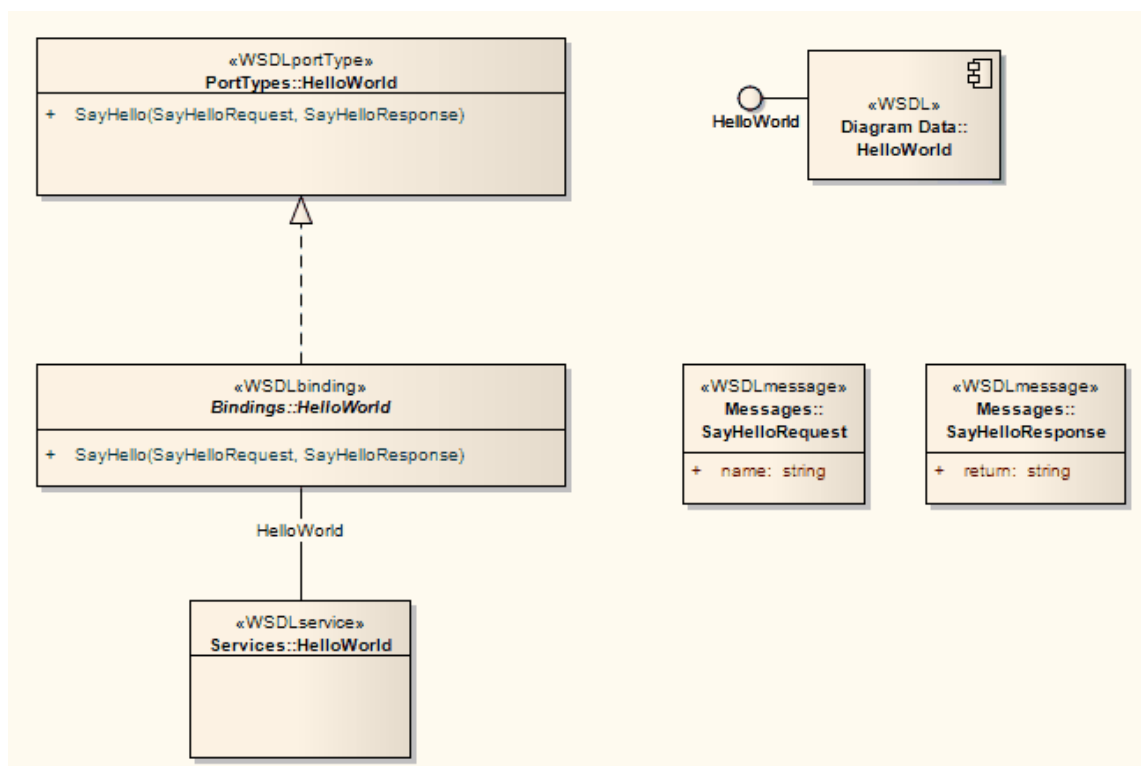 «WSDLportType»
PortTypes::HelloWorld
+ SayHello(SayHelloRequest, SayHelloResponse)
HelloWorld
«WSDL»
Diagram Data::
HelloWorld
«WSDLbinding»
Bindings::HelloWorld
+ SayHello(SayHelloRequest, SayHelloResponse)
«WSDLmessage»
Messages::
SayHelloRequest
+ name: string
«WSDLmessage»
Messages::
SayHelloResponse
+ return: string
HelloWorld
«WSDLservice»
Services::HelloWorld